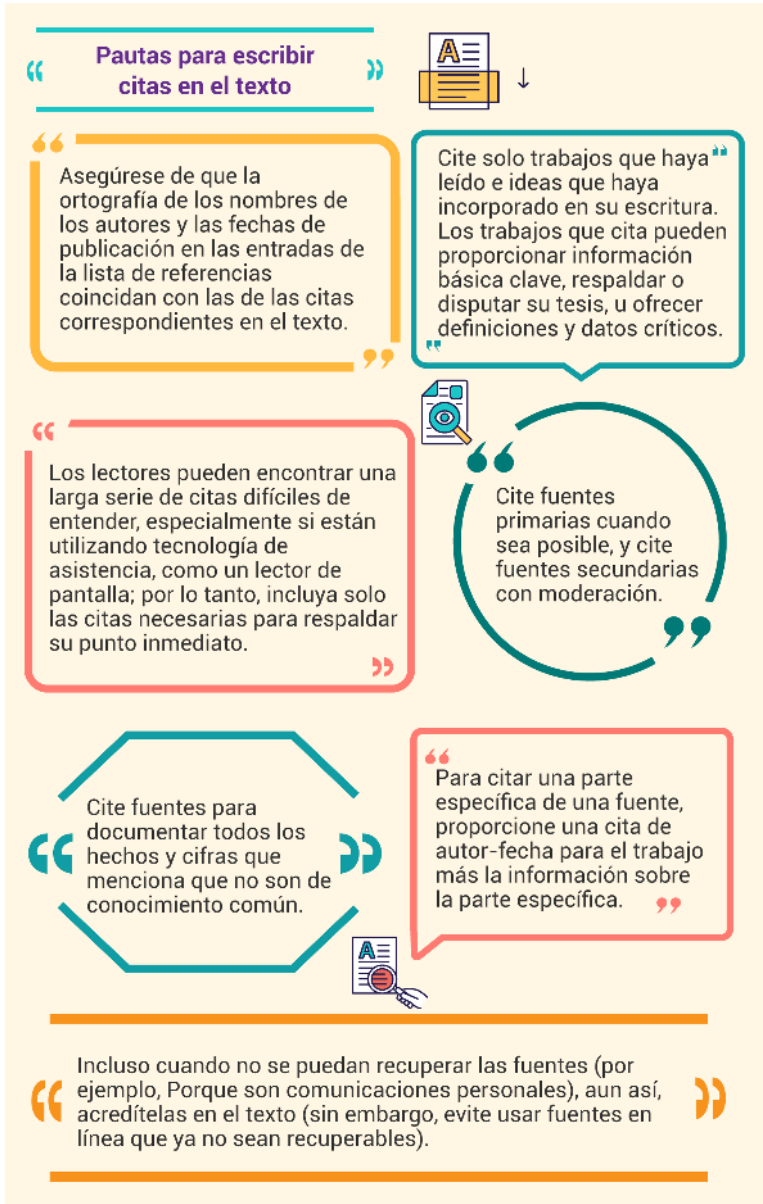 Pautas para escribir
citas en el texto
Asegúrese de que la
ortografía de los nombres de
los autores y las fechas de
publicación en las entradas de
la lista de referencias
coincidan con las de las citas
correspondientes en el texto.
Cite solo trabajos que haya
leído e ideas que haya
incorporado en su escritura.
Los trabajos que cita pueden
proporcionar información
básica clave, respaldar o
disputar su tesis, u ofrecer
definiciones y datos críticos.
Los lectores pueden encontrar una
larga serie de citas difíciles de
entender, especialmente si están
utilizando tecnología de
asistencia, como un lector de
pantalla; por lo tanto, incluya solo
las citas necesarias para respaldar
su punto inmediato.
Cite fuentes
primarias cuando
sea posible, y cite
fuentes secundarias
con moderación.
Cite fuentes para
documentar todos los
hechos y cifras que
menciona que no son de
conocimiento común.
Para citar una parte
específica de una fuente,
proporcione una cita de
autor-fecha para el trabajo
más la información sobre
la parte específica.
Incluso cuando no se puedan recuperar las fuentes (por
ejemplo, Porque son comunicaciones personales), aun así,
acredítelas en el texto (sin embargo, evite usar fuentes en
línea que ya no sean recuperables).